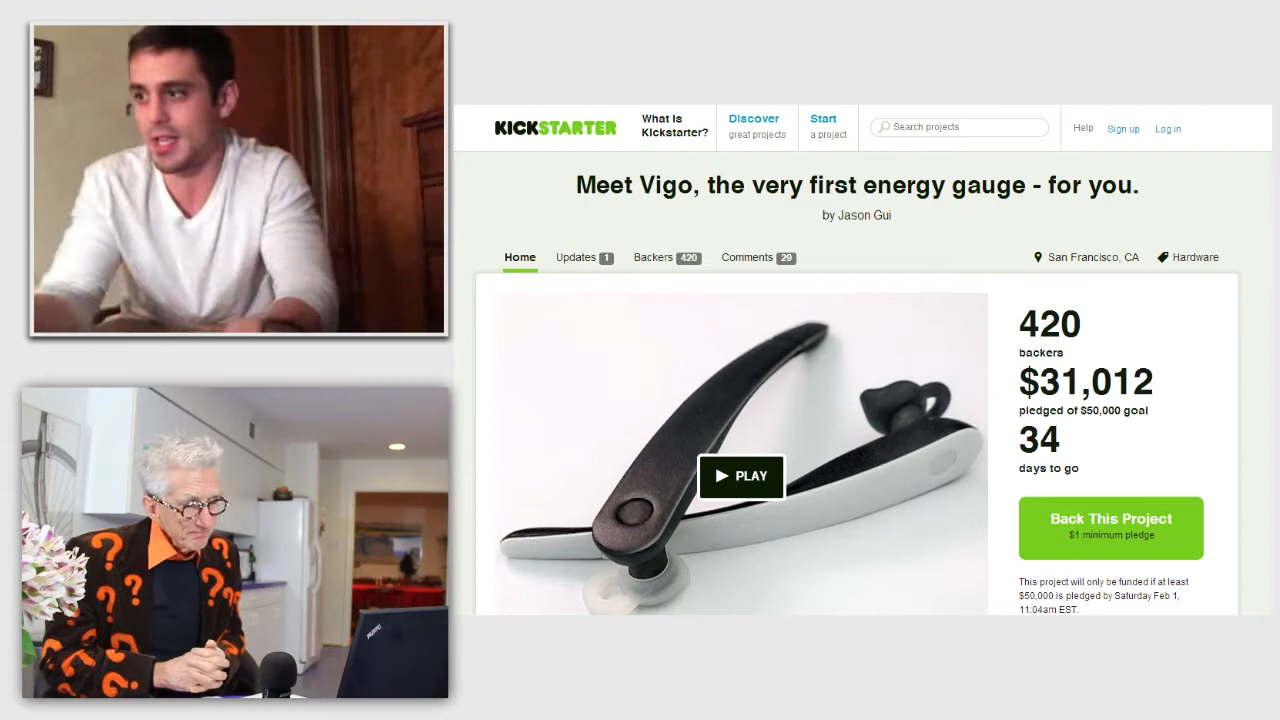 KICKSTARTER
What Is
Kickstarter?
Discover
great projects
Start
a project
Search projects
Help
Sign up
Log in
Meet Vigo, the very first energy gauge - for you.
by Jason Gui
Home
Updates 1
Backers 420
Comments 29
San Francisco, CA
Hardware
420
backers
$31,012
pledged of $50,000 goal
34
days to go
PLAY
Back This Project
$1 minimum pledge
This project will only be funded if at least
$50,000 is pledged by Saturday Feb 1,
11:04am EST.
? ? ? ? ?